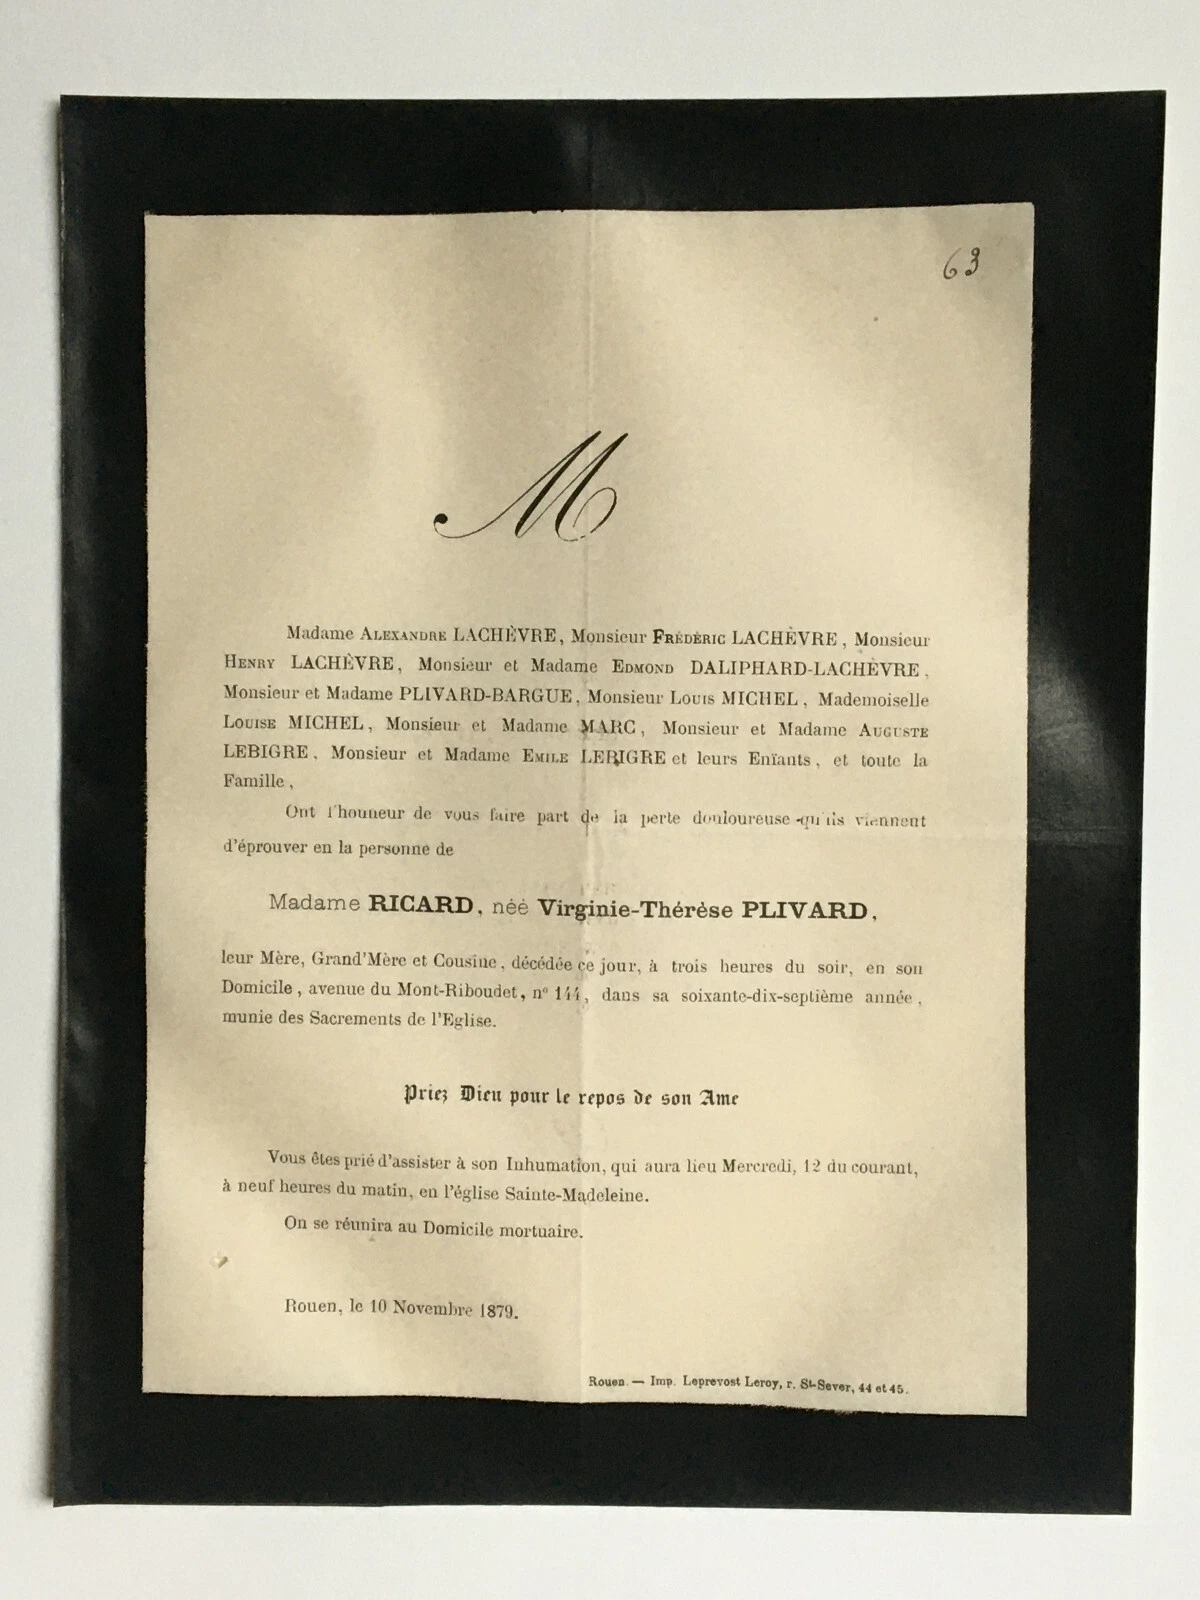 63
M
Madame ALEXANDRE LACHÈVRE, Monsieur FRÉDÉRIC LACHÈVRE, Monsieur
HENRY LACHÈVRE, Monsieur et Madame EDMOND DALIPHARD-LACHÈVRE,
Monsieur et Madame PLIVARD-BARGUE, Monsieur LOUIS MICHEL, Mademoiselle
LOUISE MICHEL, Monsieur et Madame MARC, Monsieur et Madame AUGUSTE
LEBIGRE, Monsieur et Madame EMILE LEBIGRE et leurs Enfants, et toute la
Famille,
Ont l'honneur de vous faire part de la perte douloureuse qu'ils viennent
d'éprouver en la personne de
Madame RICARD, néé Virginie-Thérèse PLIVARD,
leur Mère, Grand'Mère et Cousine, décédée ce jour, à trois heures du soir, en son
Domicile, avenue du Mont-Riboudet, n° 144, dans sa soixante-dix-septième année,
munie des Sacrements de l'Eglise.
Priez Dieu pour le repos de son Ame
Vous êtes prié d'assister à son Inhumation, qui aura lieu Mercredi, 12 du courant,
à neuf heures du matin, en l'église Sainte-Madeleine.
On se réunira au Domicile mortuaire.
Rouen, le 10 Novembre 1879.
Rouen. — Imp. Leprevost Leroy, r. St-Sever, 44 et 45.